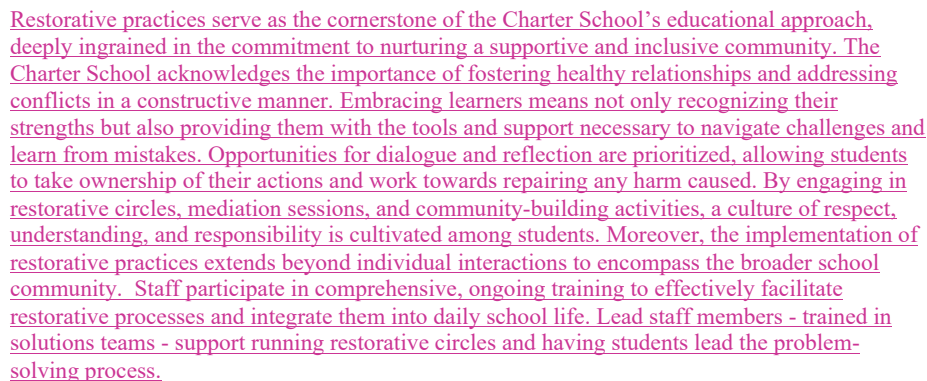 Restorative practices serve as the cornerstone of the Charter School’s educational approach,
deeply ingrained in the commitment to nurturing a supportive and inclusive community. The
Charter School acknowledges the importance of fostering healthy relationships and addressing
conflicts in a constructive manner. Embracing learners means not only recognizing their
strengths but also providing them with the tools and support necessary to navigate challenges and
learn from mistakes. Opportunities for dialogue and reflection are prioritized, allowing students
to take ownership of their actions and work towards repairing any harm caused. By engaging in
restorative circles, mediation sessions, and community-building activities, a culture of respect,
understanding, and responsibility is cultivated among students. Moreover, the implementation of
restorative practices extends beyond individual interactions to encompass the broader school
community.  Staff participate in comprehensive, ongoing training to effectively facilitate
restorative processes and integrate them into daily school life. Lead staff members - trained in
solutions teams - support running restorative circles and having students lead the problem-
solving process.